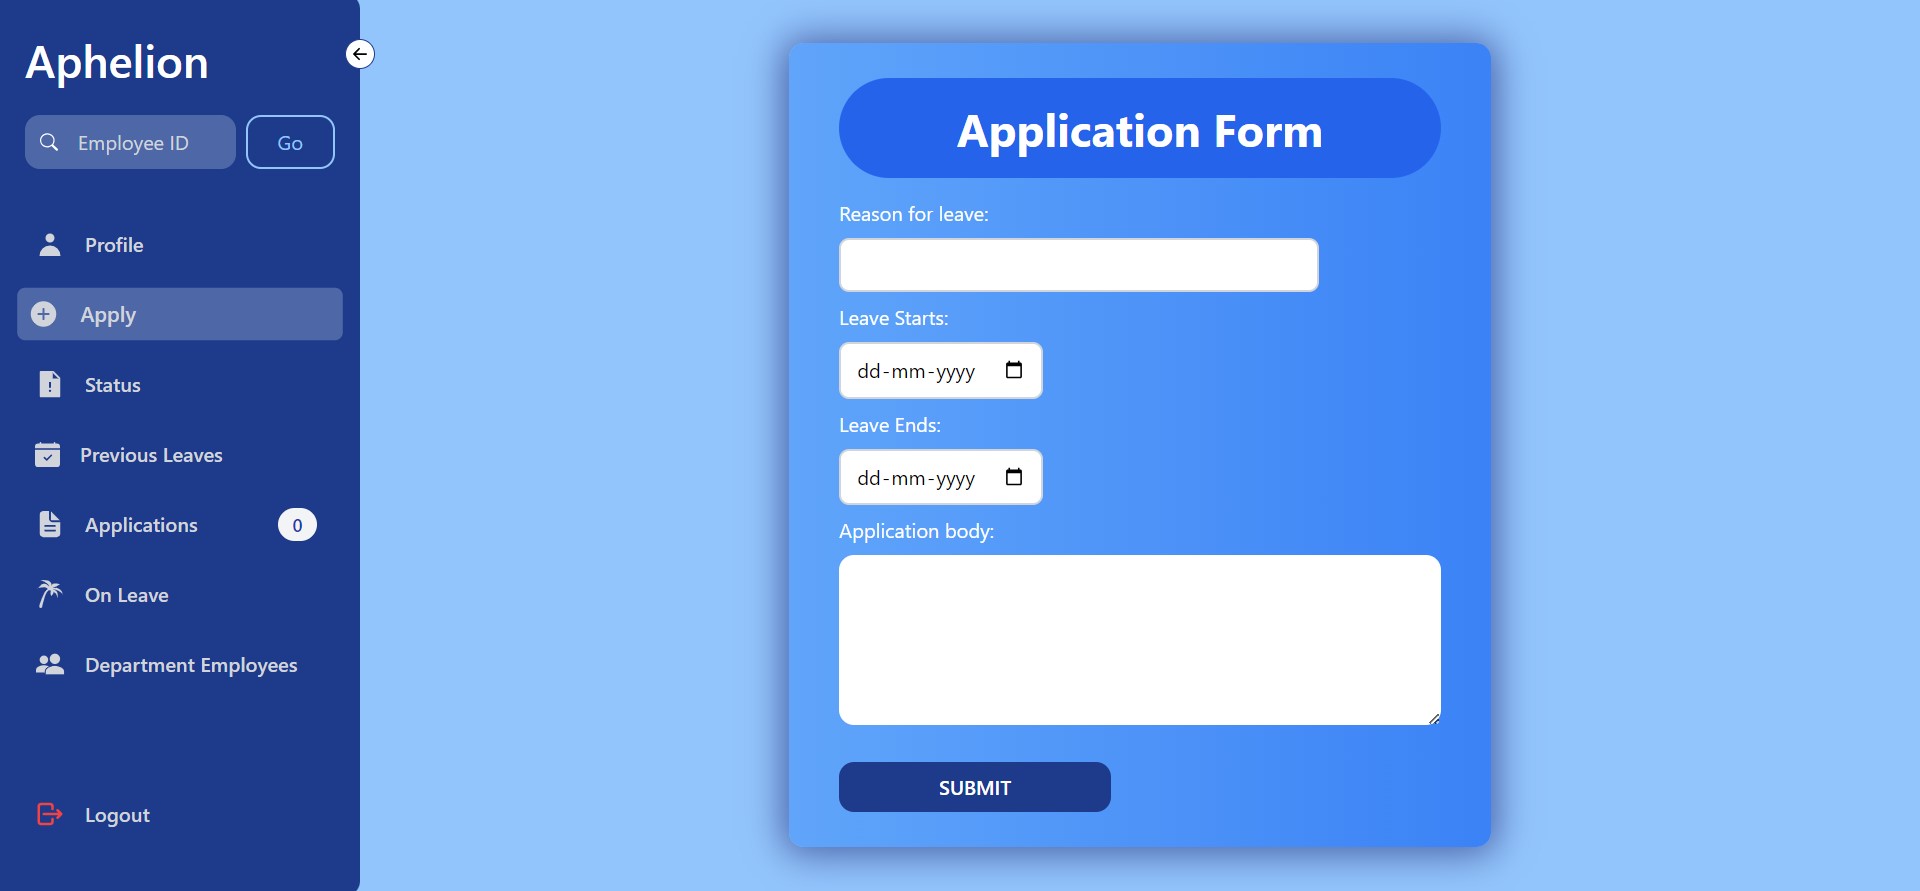 Aphelion
Employee ID
Go
Profile
Apply
Status
Previous Leaves
Applications
0
On Leave
Department Employees
Logout
Application Form
Reason for leave:
Leave Starts:
dd-mm-yyyy
Leave Ends:
dd-mm-yyyy
Application body:
SUBMIT